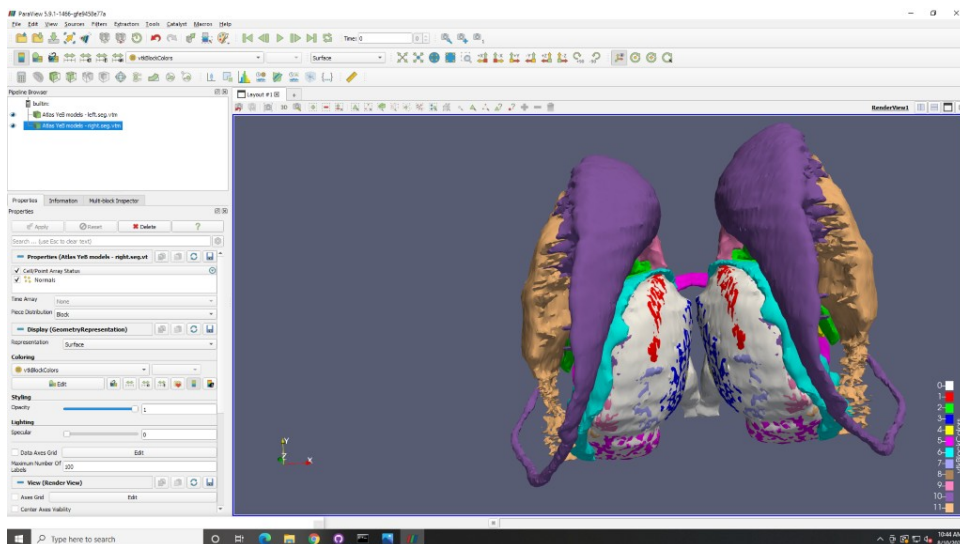 ParaView 5.9.1-1466-gfe9458e77a
File Edit View Sources Filters Extractors Tools Catalyst Macros Help
Time: 0
vtkBlockColors
Surface
Pipeline Browser
Layout #1
builtin:
RenderView1
Atlas YeB models - left.seg.vtm
Atlas YeB models - right.seg.vtm
Properties Information Multi-block Inspector
Properties
Apply Reset Delete ?
Search ... (use Esc to clear text)
Properties (Atlas YeB models - right.seg.vt
Cell/Point Array Status
Normals
Time Array None
Piece Distribution Block
Display (GeometryRepresentation)
Representation Surface
Coloring
vtkBlockColors
Edit
Styling
Opacity 1
Lighting
Specular 0
Data Axes Grid Edit
Maximum Number Of Labels 100
View (Render View)
Axes Grid Edit
Center Axes Visibility
Y
Z
X
0
1
2
3
4
5
6
7
8
9
10
11
vtkBlockColors
Type here to search
10:44 AM